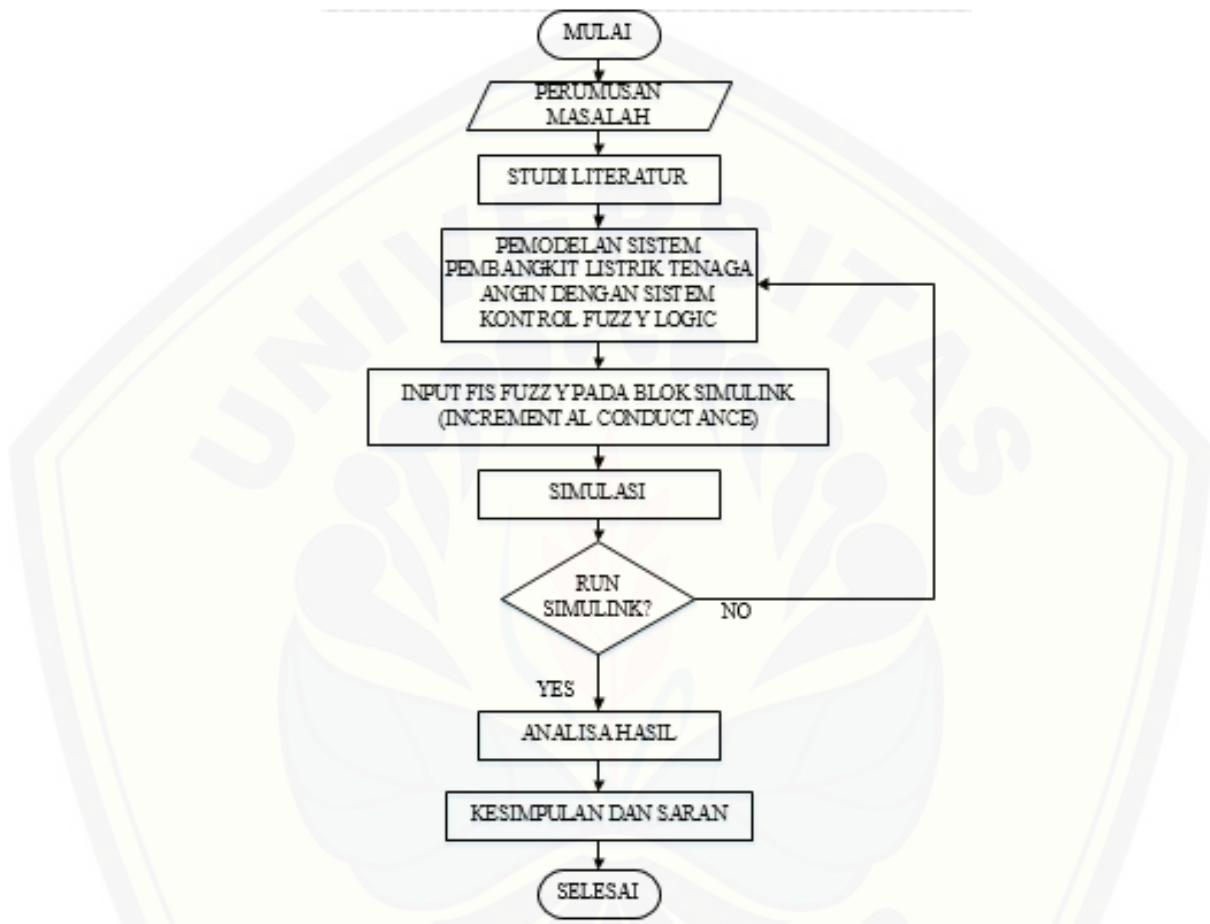 MULAI
PERUMUSAN
MASALAH
STUDI LITERATUR
PEMODELAN SISTEM
PEMBANGKIT LISTRIK TENAGA
ANGIN DENGAN SISTEM
KONTROL FUZZY LOGIC
INPUT FIS FUZZY PADA BLOK SIMULINK
(INCREMENTAL CONDUCTANCE)
SIMULASI
RUN
SIMULINK?
NO
YES
ANALISA HASIL
KESIMPULAN DAN SARAN
SELESAI
UNIVERSITAS